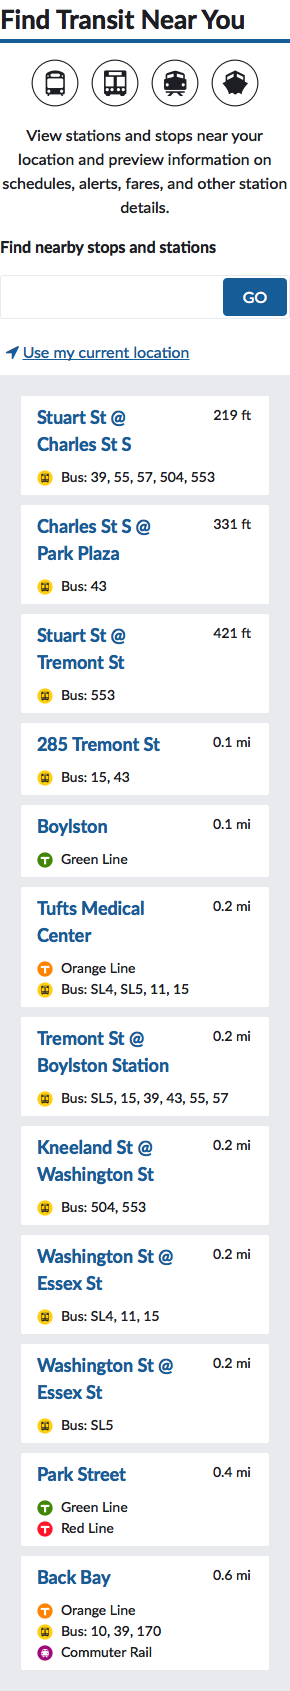 Find Transit Near You
View stations and stops near your
location and preview information on
schedules, alerts, fares, and other station
details.
Find nearby stops and stations
GO
Use my current location
Stuart St @ 219 ft
Charles St S
Bus: 39, 55, 57, 504, 553
Charles St S @ 331 ft
Park Plaza
Bus: 43
Stuart St @ 421 ft
Tremont St
Bus: 553
285 Tremont St 0.1 mi
Bus: 15, 43
Boylston 0.1 mi
T Green Line
Tufts Medical 0.2 mi
Center
T Orange Line
Bus: SL4, SL5, 11, 15
Tremont St @ 0.2 mi
Boylston Station
Bus: SL5, 15, 39, 43, 55, 57
Kneeland St @ 0.2 mi
Washington St
Bus: 504, 553
Washington St @ 0.2 mi
Essex St
Bus: SL4, 11, 15
Washington St @ 0.2 mi
Essex St
Bus: SL5
Park Street 0.4 mi
T Green Line
T Red Line
Back Bay 0.6 mi
T Orange Line
Bus: 10, 39, 170
Commuter Rail